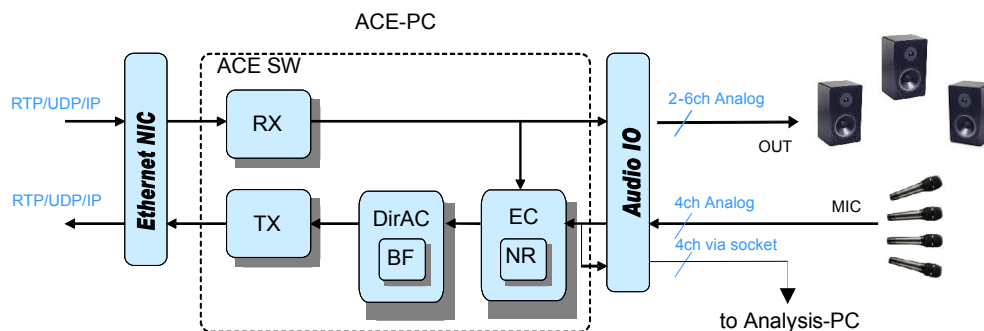 ACE-PC
ACE SW
RTP/UDP/IP
Ethernet NIC
RX
Audio IO
2-6ch Analog
OUT
RTP/UDP/IP
TX
DirAC
BF
EC
NR
4ch Analog
MIC
4ch via socket
to Analysis-PC